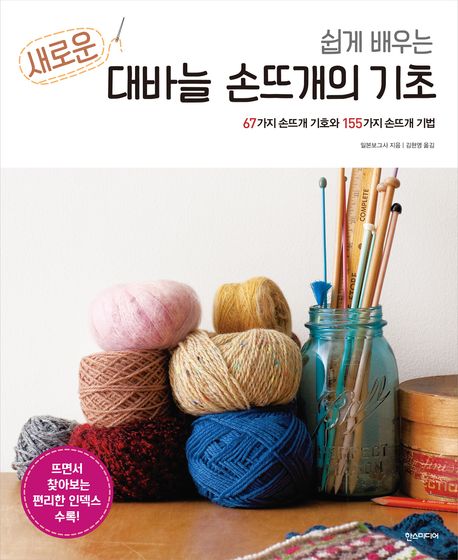 새로운
쉽게 배우는
대바늘 손뜨개의 기초
67가지 손뜨개 기호와 155가지 손뜨개 기법
일본보그사 지음 | 김현영 옮김
COMPLETE
뜨면서
찾아보는
편리한 인덱스
수록!
한스미디어